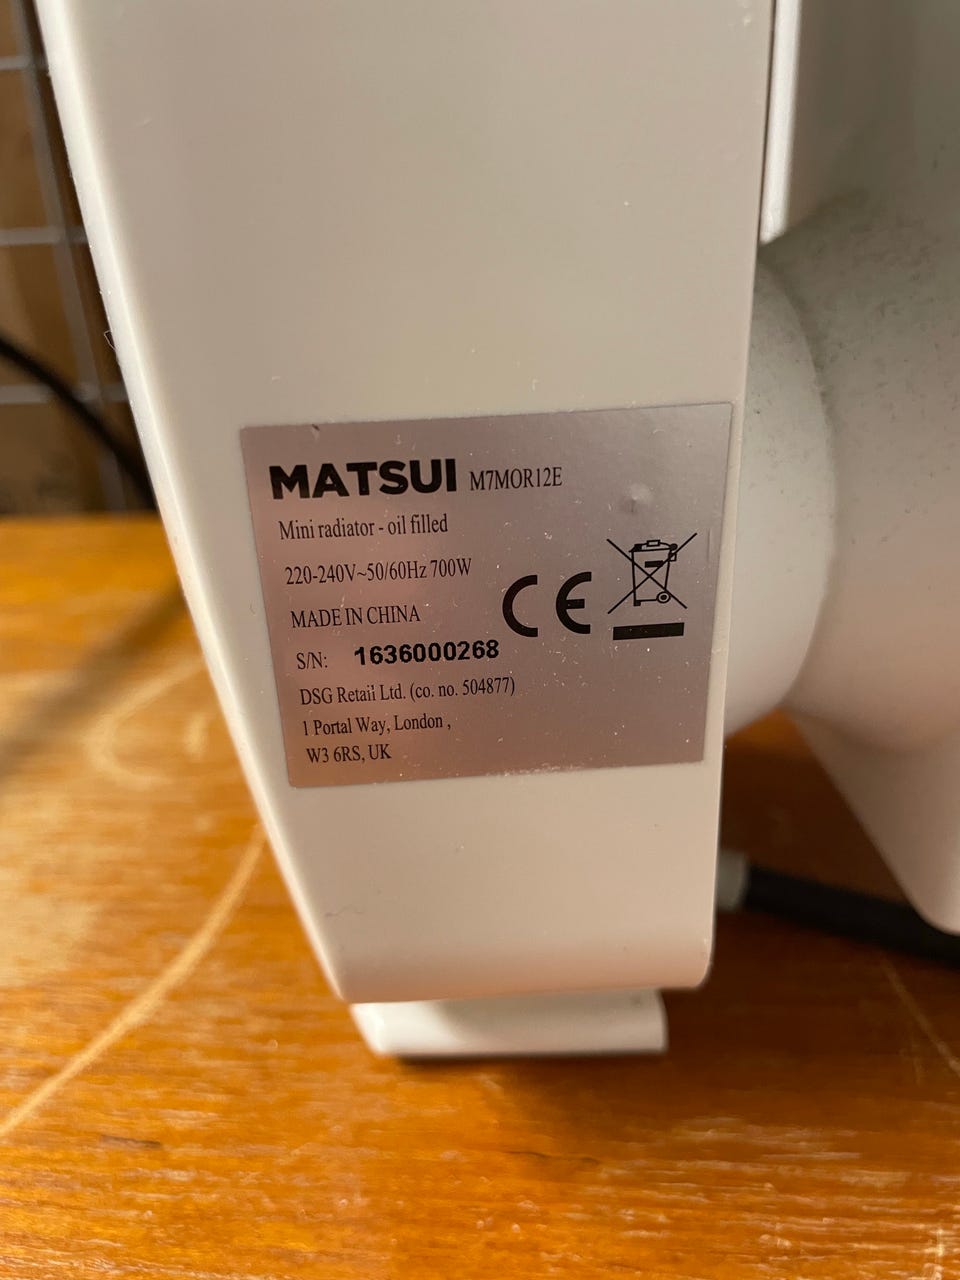 MATSUI M7MOR12E
Mini radiator - oil filled
220-240V~50/60Hz 700W
MADE IN CHINA
CE
S/N: 1636000268
DSG Retail Ltd. (co. no. 504877)
1 Portal Way, London ,
W3 6RS, UK